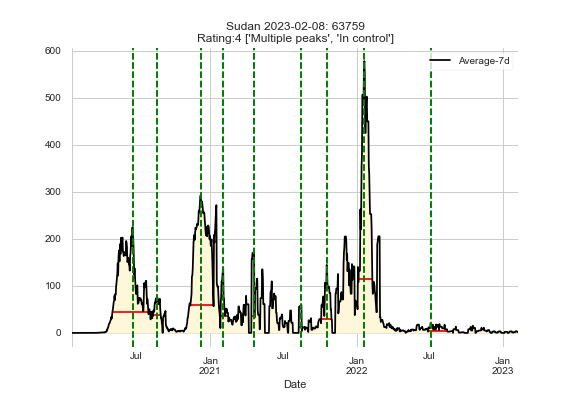 Sudan 2023-02-08: 63759
Rating:4 ['Multiple peaks', 'In control']
Average-7d
600
500
400
300
200
100
0
Jul
Jan
2021
Jul
Jan
2022
Jul
Jan
2023
Date